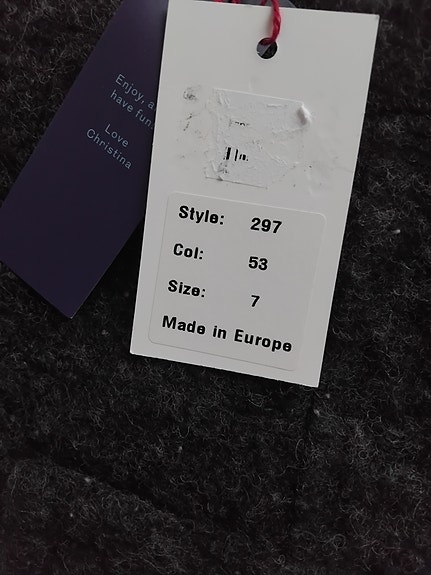 Enjoy, a
have fun.
Love
Christina
Style: 297
Col: 53
Size: 7
Made in Europe